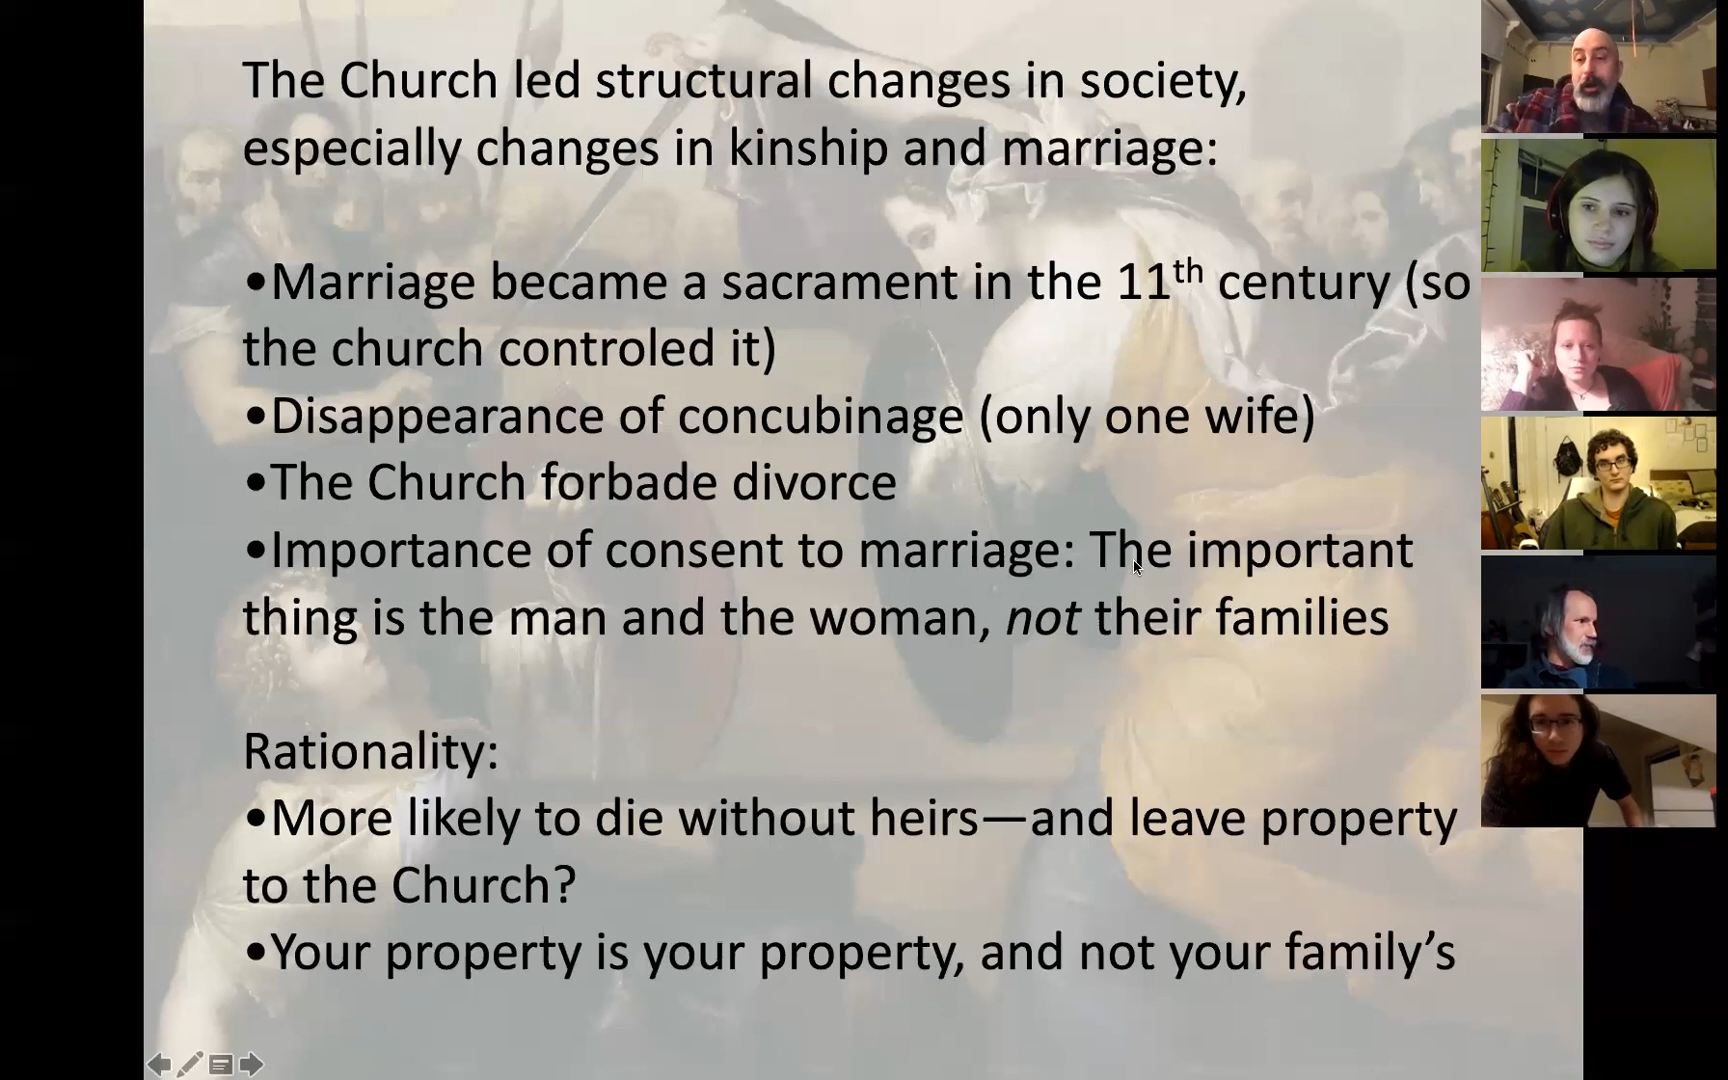 The Church led structural changes in society,
especially changes in kinship and marriage:
•Marriage became a sacrament in the 11th century (so
the church controled it)
•Disappearance of concubinage (only one wife)
•The Church forbade divorce
•Importance of consent to marriage: The important
thing is the man and the woman, not their families
Rationality:
•More likely to die without heirs—and leave property
to the Church?
•Your property is your property, and not your family’s